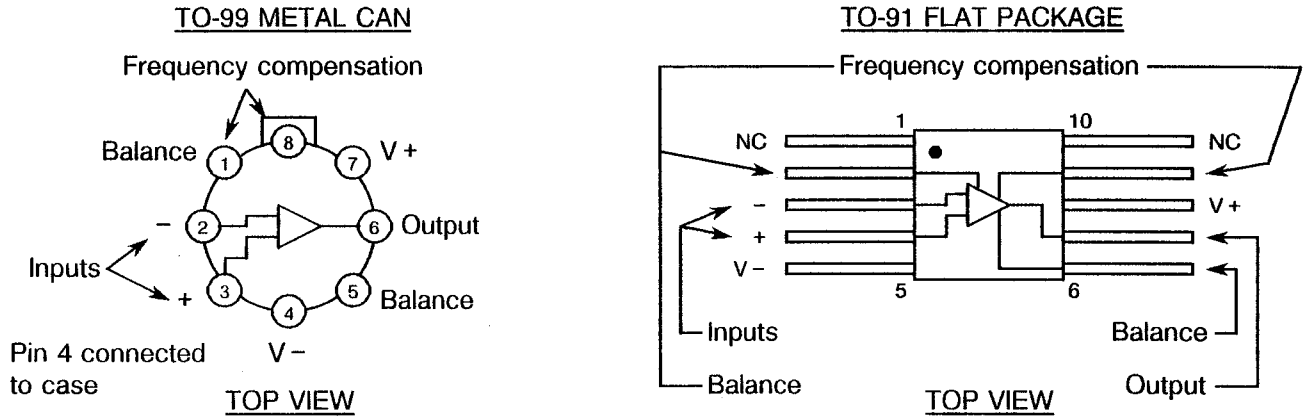 TO-99 METAL CAN
Frequency compensation
Balance
1
8
7
V+
−
2
6
Output
Inputs
+
3
4
5
Balance
V−
Pin 4 connected
to case
TOP VIEW
TO-91 FLAT PACKAGE
Frequency compensation
1
10
NC
NC
−
V+
+
V−
5
6
Inputs
Balance
Balance
Output
TOP VIEW